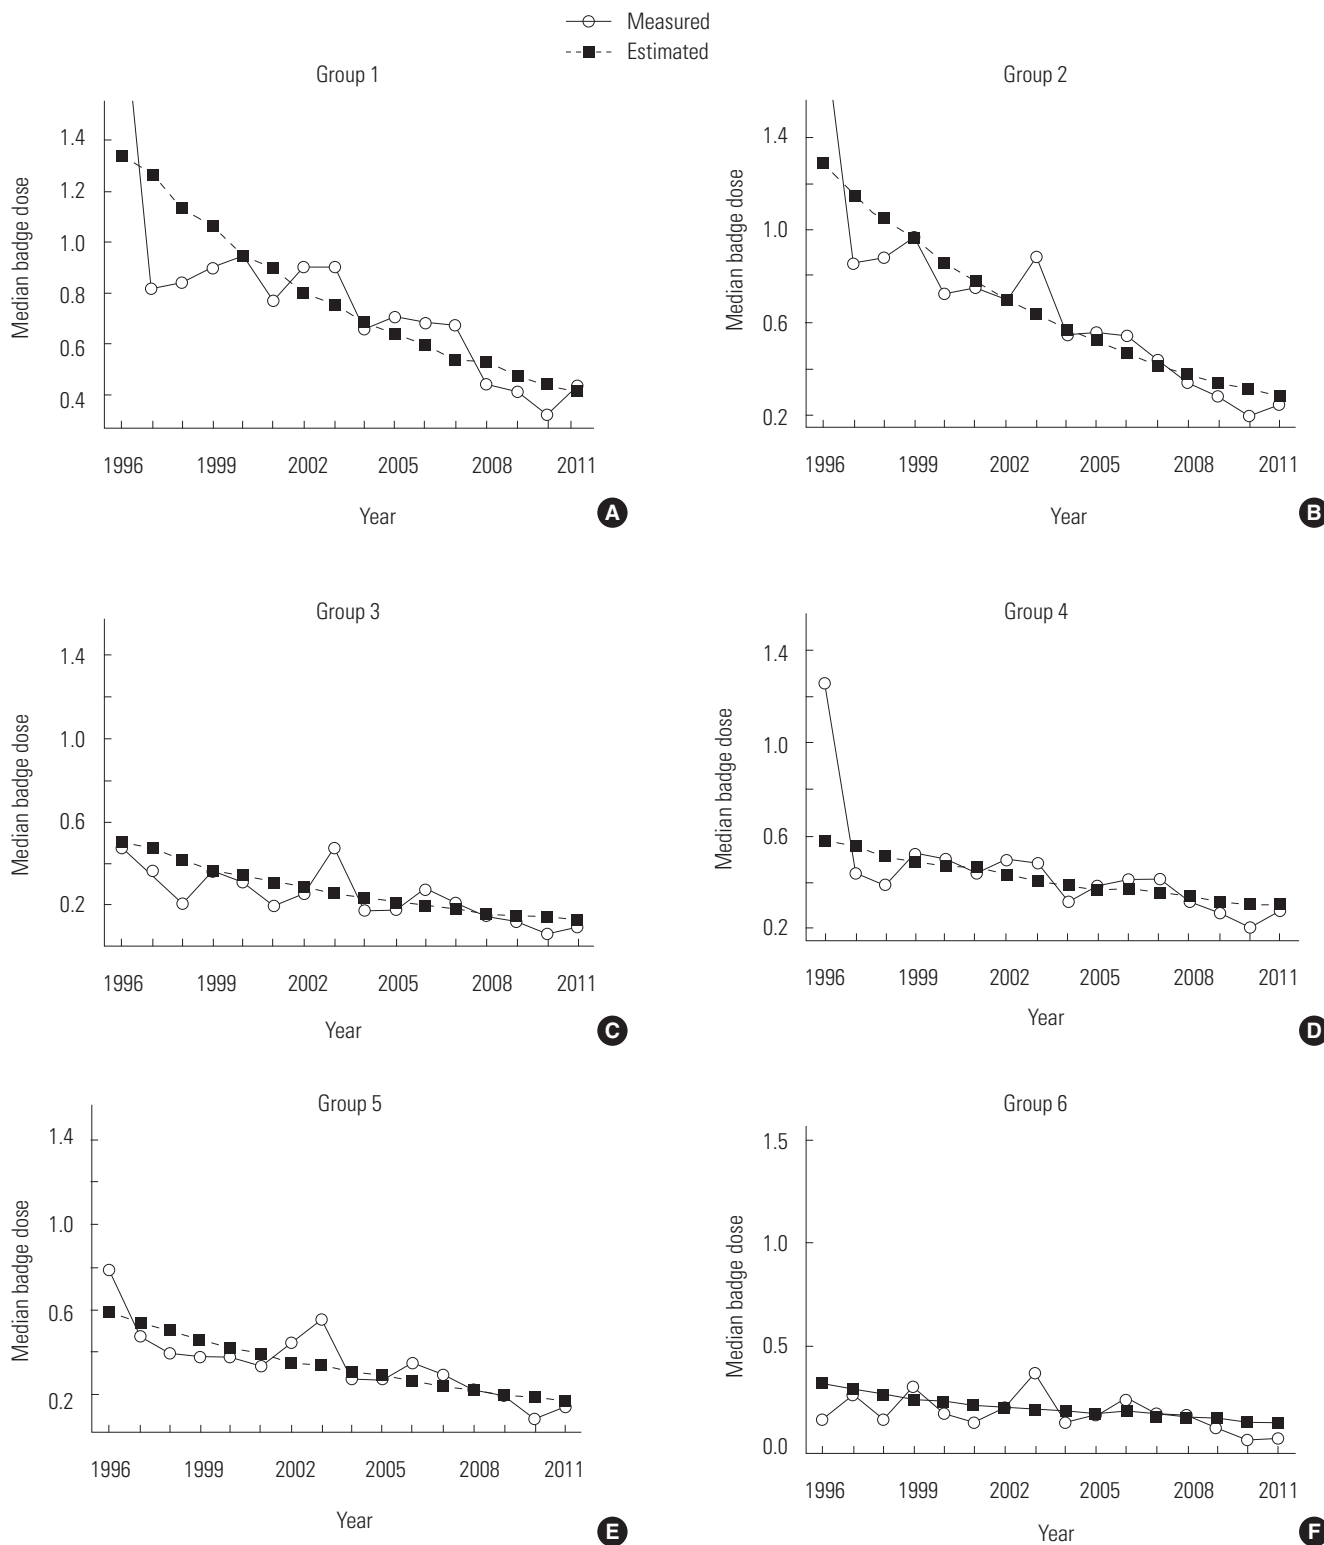 Measured
Estimated
Group 1
Median badge dose
1.4
1.2
1.0
0.8
0.6
0.4
1996 1999 2002 2005 2008 2011
Year
A
Group 2
Median badge dose
1.4
1.0
0.6
0.2
1996 1999 2002 2005 2008 2011
Year
B
Group 3
Median badge dose
1.4
1.0
0.6
0.2
1996 1999 2002 2005 2008 2011
Year
C
Group 4
Median badge dose
1.4
1.0
0.6
0.2
1996 1999 2002 2005 2008 2011
Year
D
Group 5
Median badge dose
1.4
1.0
0.6
0.2
1996 1999 2002 2005 2008 2011
Year
E
Group 6
Median badge dose
1.5
1.0
0.5
0.0
1996 1999 2002 2005 2008 2011
Year
F